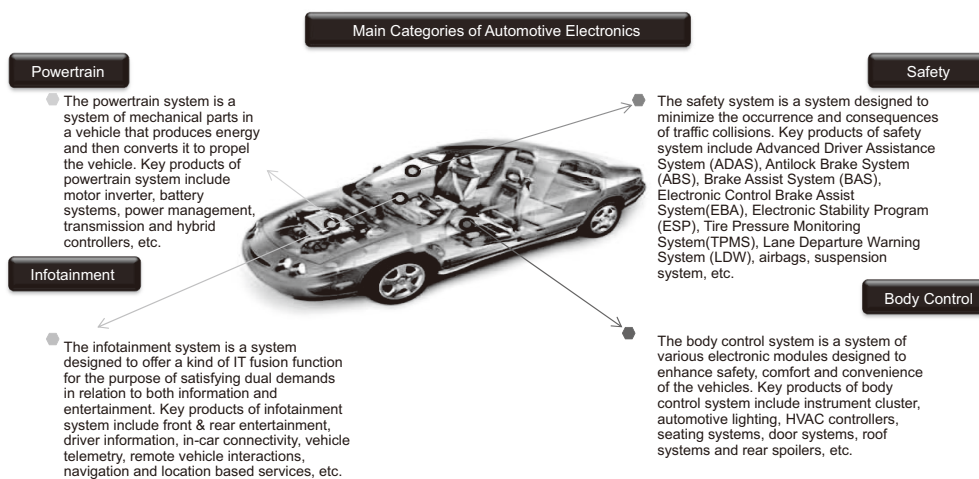 Main Categories of Automotive Electronics
Powertrain
The powertrain system is a
system of mechanical parts in
a vehicle that produces energy
and then converts it to propel
the vehicle. Key products of
powertrain system include
motor inverter, battery
systems, power management,
transmission and hybrid
controllers, etc.
Safety
The safety system is a system designed to
minimize the occurrence and consequences
of traffic collisions. Key products of safety
system include Advanced Driver Assistance
System (ADAS), Antilock Brake System
(ABS), Brake Assist System (BAS),
Electronic Control Brake Assist
System(EBA), Electronic Stability Program
(ESP), Tire Pressure Monitoring
System(TPMS), Lane Departure Warning
System (LDW), airbags, suspension
system, etc.
Infotainment
The infotainment system is a system
designed to offer a kind of IT fusion function
for the purpose of satisfying dual demands
in relation to both information and
entertainment. Key products of infotainment
system include front & rear entertainment,
driver information, in-car connectivity, vehicle
telemetry, remote vehicle interactions,
navigation and location based services, etc.
Body Control
The body control system is a system of
various electronic modules designed to
enhance safety, comfort and convenience
of the vehicles. Key products of body
control system include instrument cluster,
automotive lighting, HVAC controllers,
seating systems, door systems, roof
systems and rear spoilers, etc.